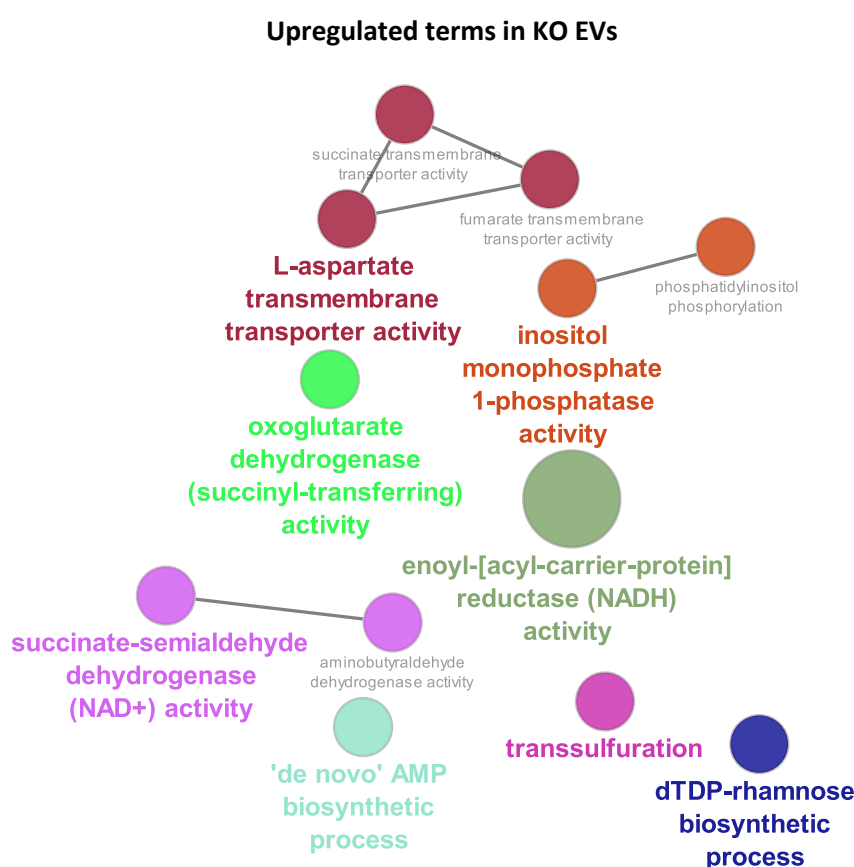 Upregulated terms in KO EVs
succinate transmembrane
transporter activity
fumarate transmembrane
transporter activity
L-aspartate
transmembrane
transporter activity
phosphatidylinositol
phosphorylation
inositol
monophosphate
1-phosphatase
activity
oxoglutarate
dehydrogenase
(succinyl-transferring)
activity
enoyl-[acyl-carrier-protein]
reductase (NADH)
activity
succinate-semialdehyde
dehydrogenase
(NAD+) activity
aminobutyraldehyde
dehydrogenase activity
'de novo' AMP
biosynthetic
process
transsulfuration
dTDP-rhamnose
biosynthetic
process